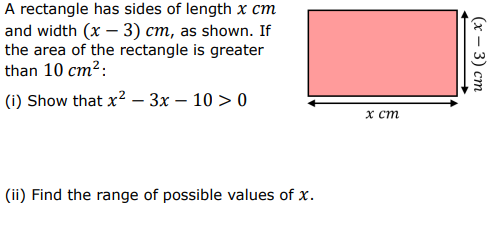 A rectangle has sides of length x cm
and width (x − 3) cm, as shown. If
the area of the rectangle is greater
than 10 cm²:
(i) Show that x² − 3x − 10 > 0
(x − 3) cm
x cm
(ii) Find the range of possible values of x.